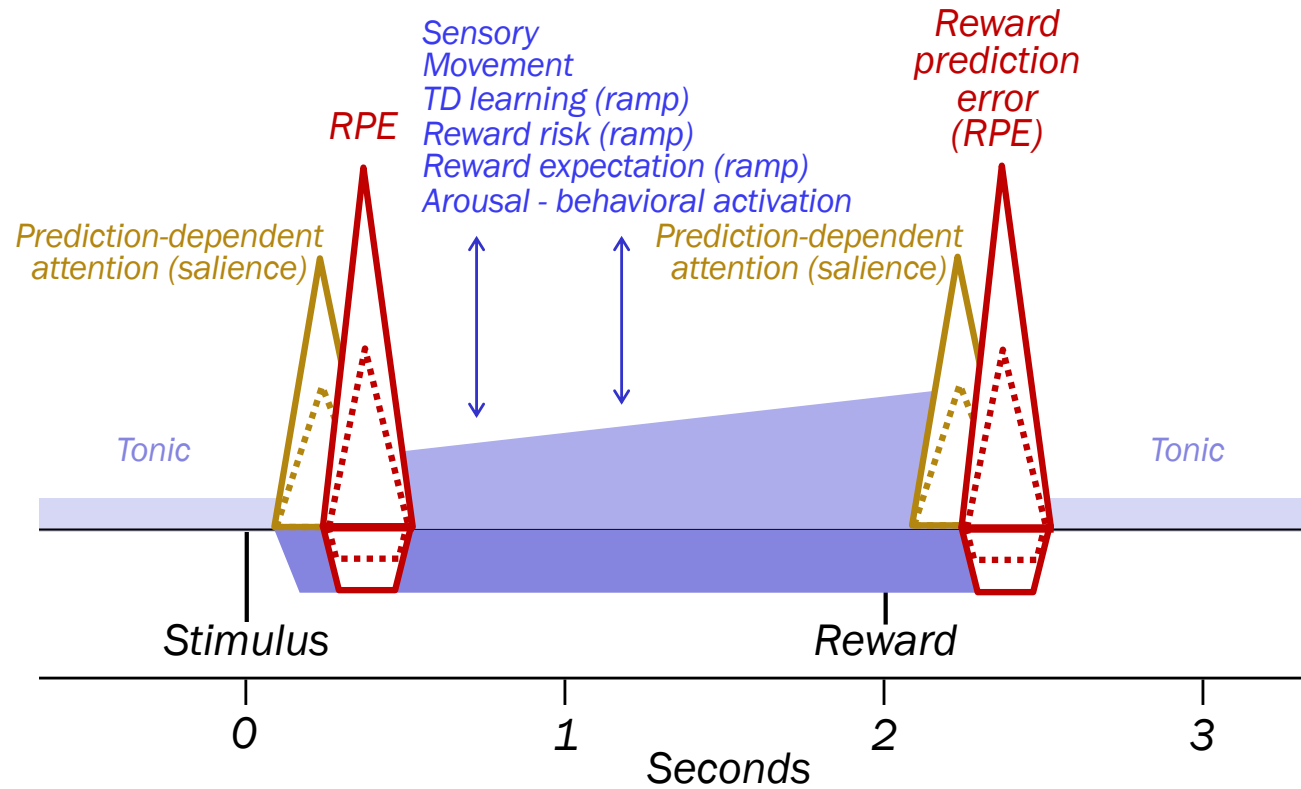 Sensory
Movement
TD learning (ramp)
Reward risk (ramp)
Reward expectation (ramp)
Arousal - behavioral activation
RPE
Reward
prediction
error
(RPE)
Prediction-dependent
attention (salience)
Prediction-dependent
attention (salience)
Tonic
Tonic
Stimulus
Reward
0
1
2
3
Seconds